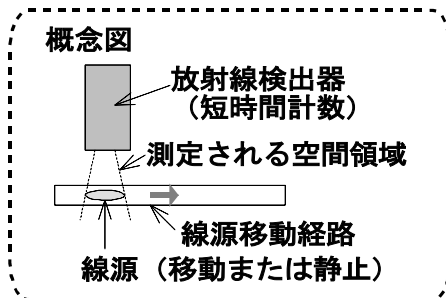 概念図
放射線検出器
（短時間計数）
測定される空間領域
線源移動経路
線源（移動または静止）